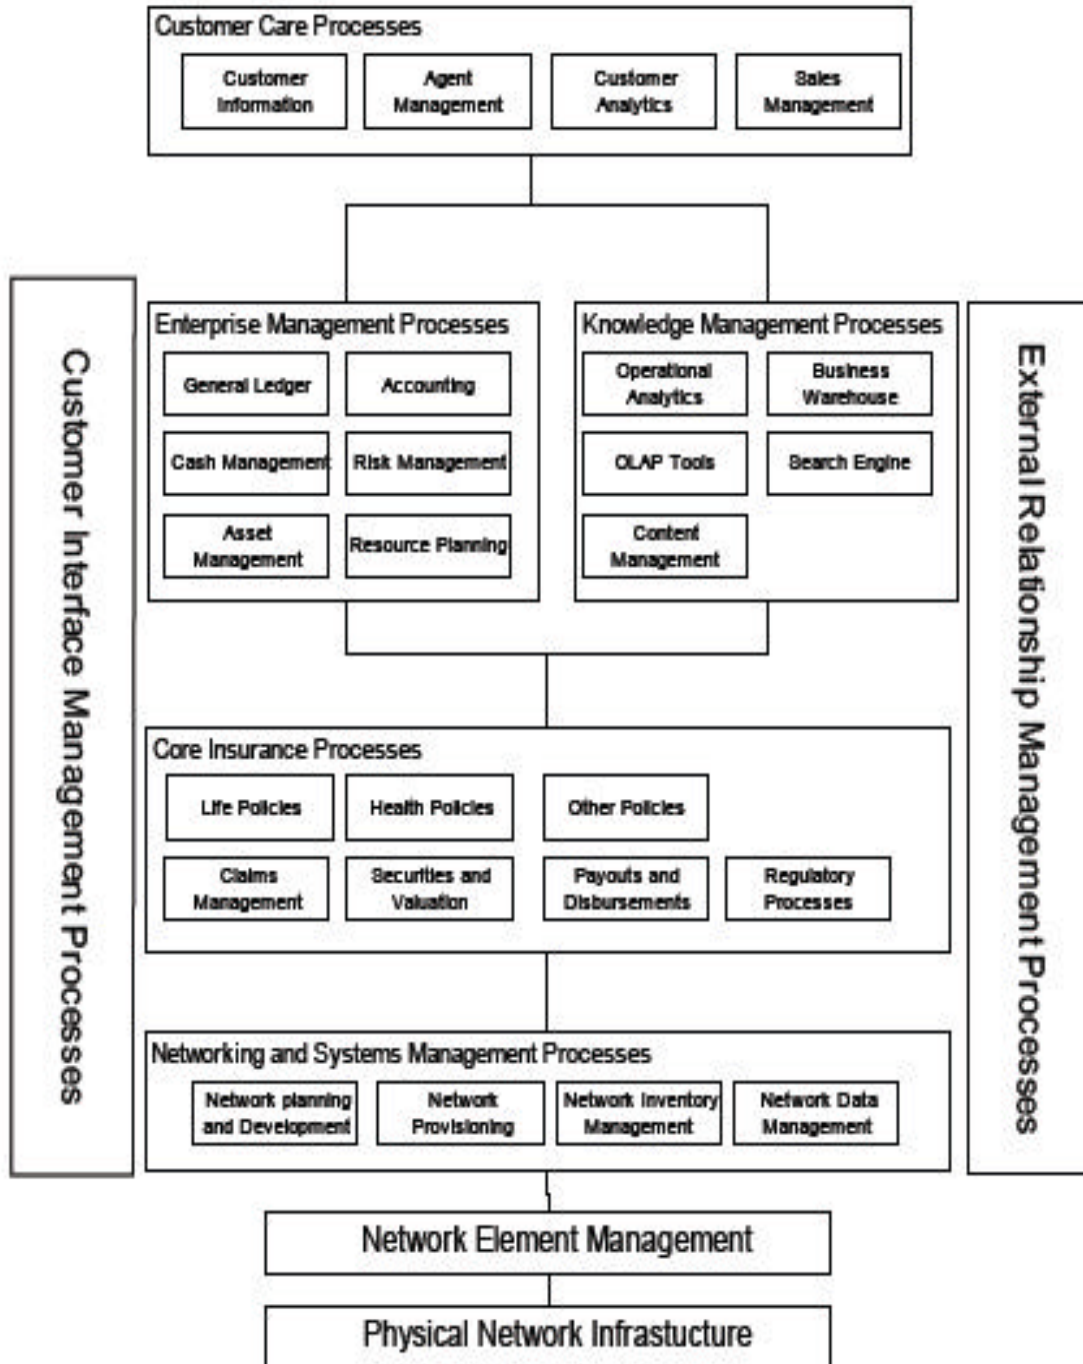 Customer Care Processes
Customer
Information
Agent
Management
Customer
Analytics
Sales
Management
Customer Interface Management Processes
Enterprise Management Processes
General Ledger
Accounting
Cash Management
Risk Management
Asset
Management
Resource Planning
Knowledge Management Processes
Operational
Analytics
Business
Warehouse
OLAP Tools
Search Engine
Content
Management
External Relationship Management Processes
Core Insurance Processes
Life Policies
Health Policies
Other Policies
Claims
Management
Securities and
Valuation
Payouts and
Disbursements
Regulatory
Processes
Networking and Systems Management Processes
Network planning
and Development
Network
Provisioning
Network Inventory
Management
Network Data
Management
Network Element Management
Physical Network Infrastucture